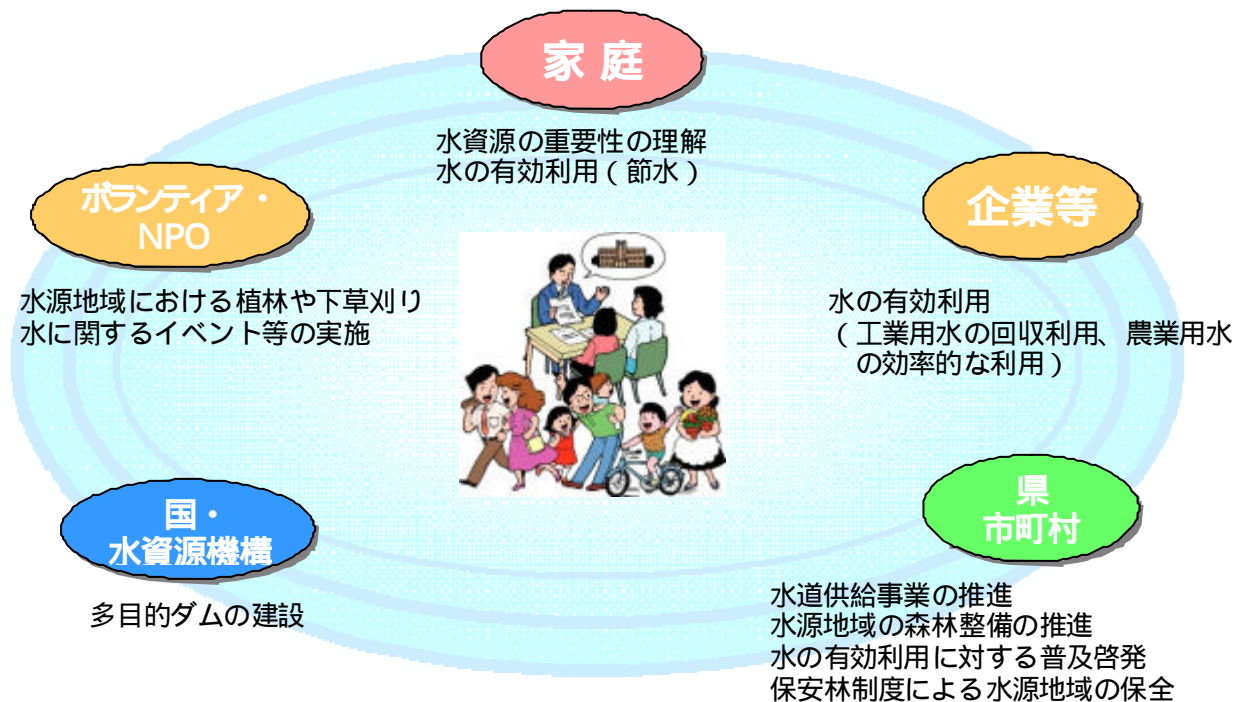 家 庭
水資源の重要性の理解
水の有効利用（節水）
ボランティア・
NPO
水源地域における植林や下草刈り
水に関するイベント等の実施
企業等
水の有効利用
（工業用水の回収利用、農業用水
の効率的な利用）
国・
水資源機構
多目的ダムの建設
県
市町村
水道供給事業の推進
水源地域の森林整備の推進
水の有効利用に対する普及啓発
保安林制度による水源地域の保全